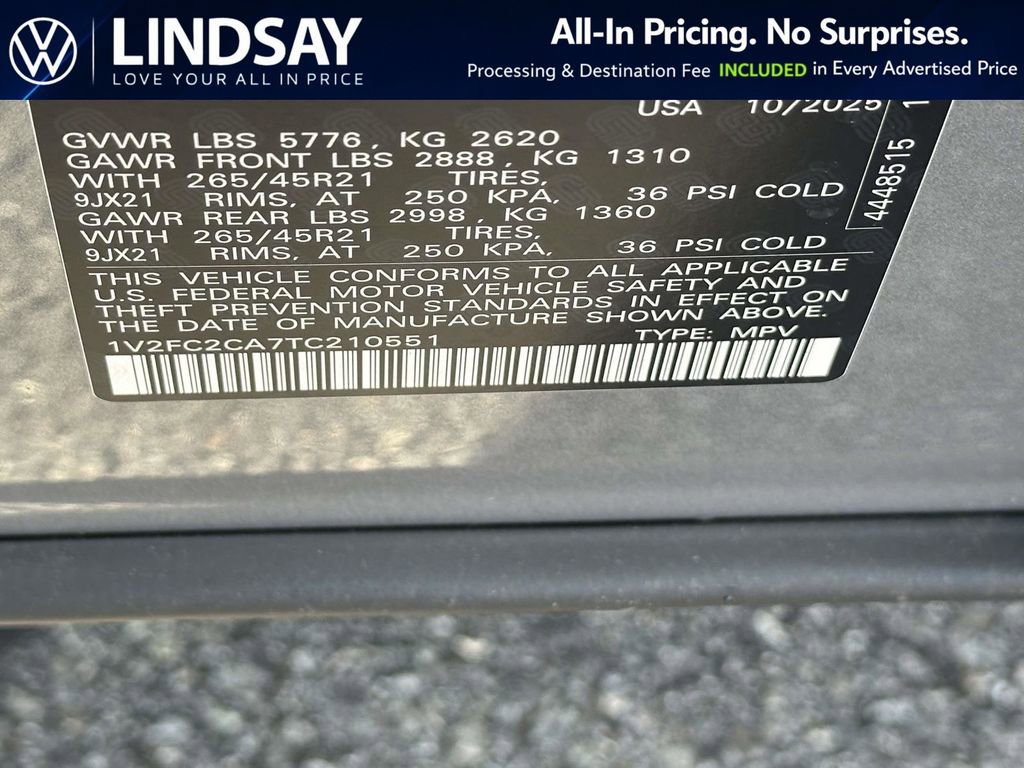 LINDSAY
LOVE YOUR ALL IN PRICE
All-In Pricing. No Surprises.
Processing & Destination Fee INCLUDED in Every Advertised Price
USA 10/2025
GVWR LBS 5776, KG 2620
GAWR FRONT LBS 2888, KG 1310
WITH 265/45R21 TIRES,
9JX21 RIMS, AT 250 KPA, 36 PSI COLD
GAWR REAR LBS 2998, KG 1360
WITH 265/45R21 TIRES,
9JX21 RIMS, AT 250 KPA, 36 PSI COLD
THIS VEHICLE CONFORMS TO ALL APPLICABLE
U.S. FEDERAL MOTOR VEHICLE SAFETY AND
THEFT PREVENTION STANDARDS IN EFFECT ON
THE DATE OF MANUFACTURE SHOWN ABOVE.
1V2FC2CA7TC210551 TYPE: MPV
4448515